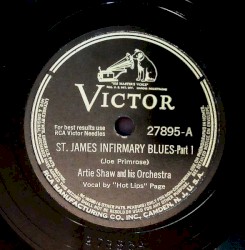 "HIS MASTER'S VOICE"
VICTOR
For best results use
RCA Victor Needles
27895-A
ST. JAMES INFIRMARY BLUES-Part 1
(Joe Primrose)
Artie Shaw and his Orchestra
Vocal by "Hot Lips" Page
RCA MANUFACTURING CO. INC., CAMDEN, N. J., U. S. A.